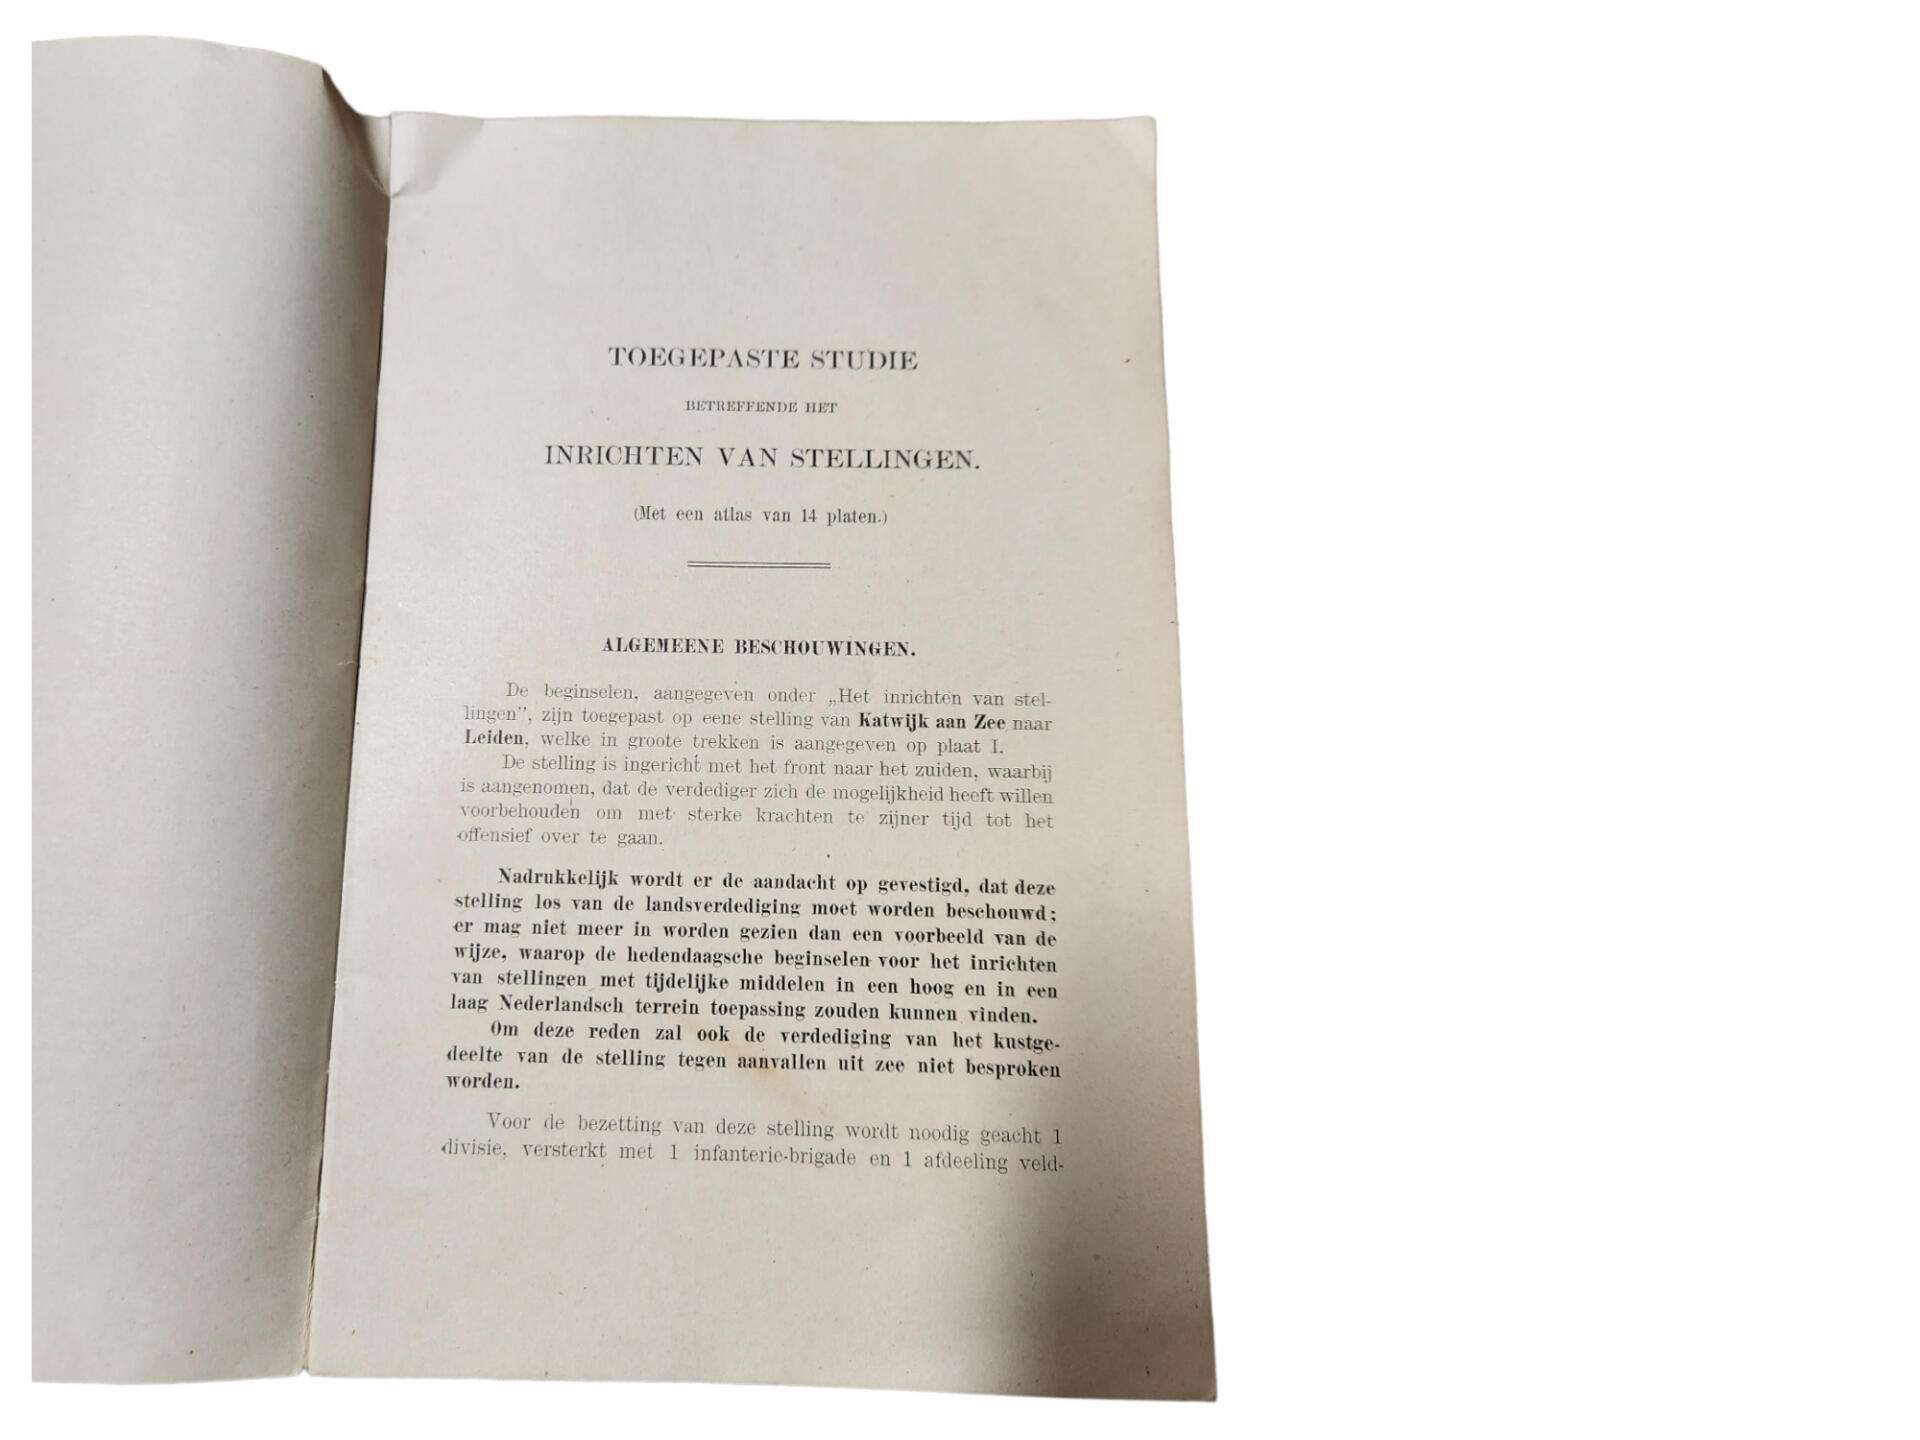 TOEGEPASTE STUDIE
BETREFFENDE HET
INRICHTEN VAN STELLINGEN.
(Met een atlas van 14 platen.)
ALGEMEENE BESCHOUWINGEN.
De beginselen, aangegeven onder „Het inrichten van stel-
lingen”, zijn toegepast op eene stelling van Katwijk aan Zee naar
Leiden, welke in groote trekken is aangegeven op plaat I.
De stelling is ingericht met het front naar het zuiden, waarbij
is aangenomen, dat de verdediger zich de mogelijkheid heeft willen
voorbehouden om met sterke krachten te zijner tijd tot het
offensief over te gaan.
Nadrukkelijk wordt er de aandacht op gevestigd, dat deze
stelling los van de landsverdediging moet worden beschouwd;
er mag niet meer in worden gezien dan een voorbeeld van de
wijze, waarop de hedendaagsche beginselen voor het inrichten
van stellingen met tijdelijke middelen in een hoog en in een
laag Nederlandsch terrein toepassing zouden kunnen vinden.
Om deze reden zal ook de verdediging van het kustge-
deelte van de stelling tegen aanvallen uit zee niet besproken
worden.
Voor de bezetting van deze stelling wordt noodig geacht 1
divisie, versterkt met 1 infanterie-brigade en 1 afdeeling veld-